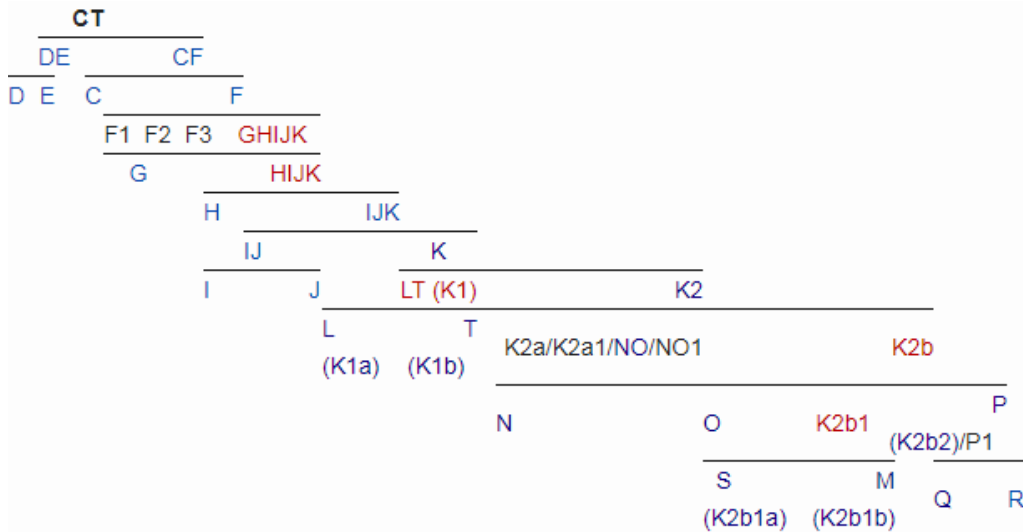 CT
DE CF
D E C F
F1 F2 F3 GHIJK
G HIJK
H IJK
IJ K
I J LT (K1) K2
L T
K2a/K2a1/NO/NO1 K2b
(K1a) (K1b)
P
N O K2b1
(K2b2)/P1
S M
Q R
(K2b1a) (K2b1b)